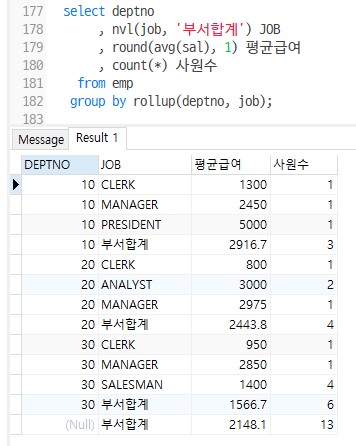 177 select deptno
178 , nvl(job, '부서합계') JOB
179 , round(avg(sal), 1) 평균급여
180 , count(*) 사원수
181 from emp
182 group by rollup(deptno, job);
183
Message Result 1
DEPTNO JOB 평균급여 사원수
10 CLERK 1300 1
10 MANAGER 2450 1
10 PRESIDENT 5000 1
10 부서합계 2916.7 3
20 CLERK 800 1
20 ANALYST 3000 2
20 MANAGER 2975 1
20 부서합계 2443.8 4
30 CLERK 950 1
30 MANAGER 2850 1
30 SALESMAN 1400 4
30 부서합계 1566.7 6
(Null) 부서합계 2148.1 13